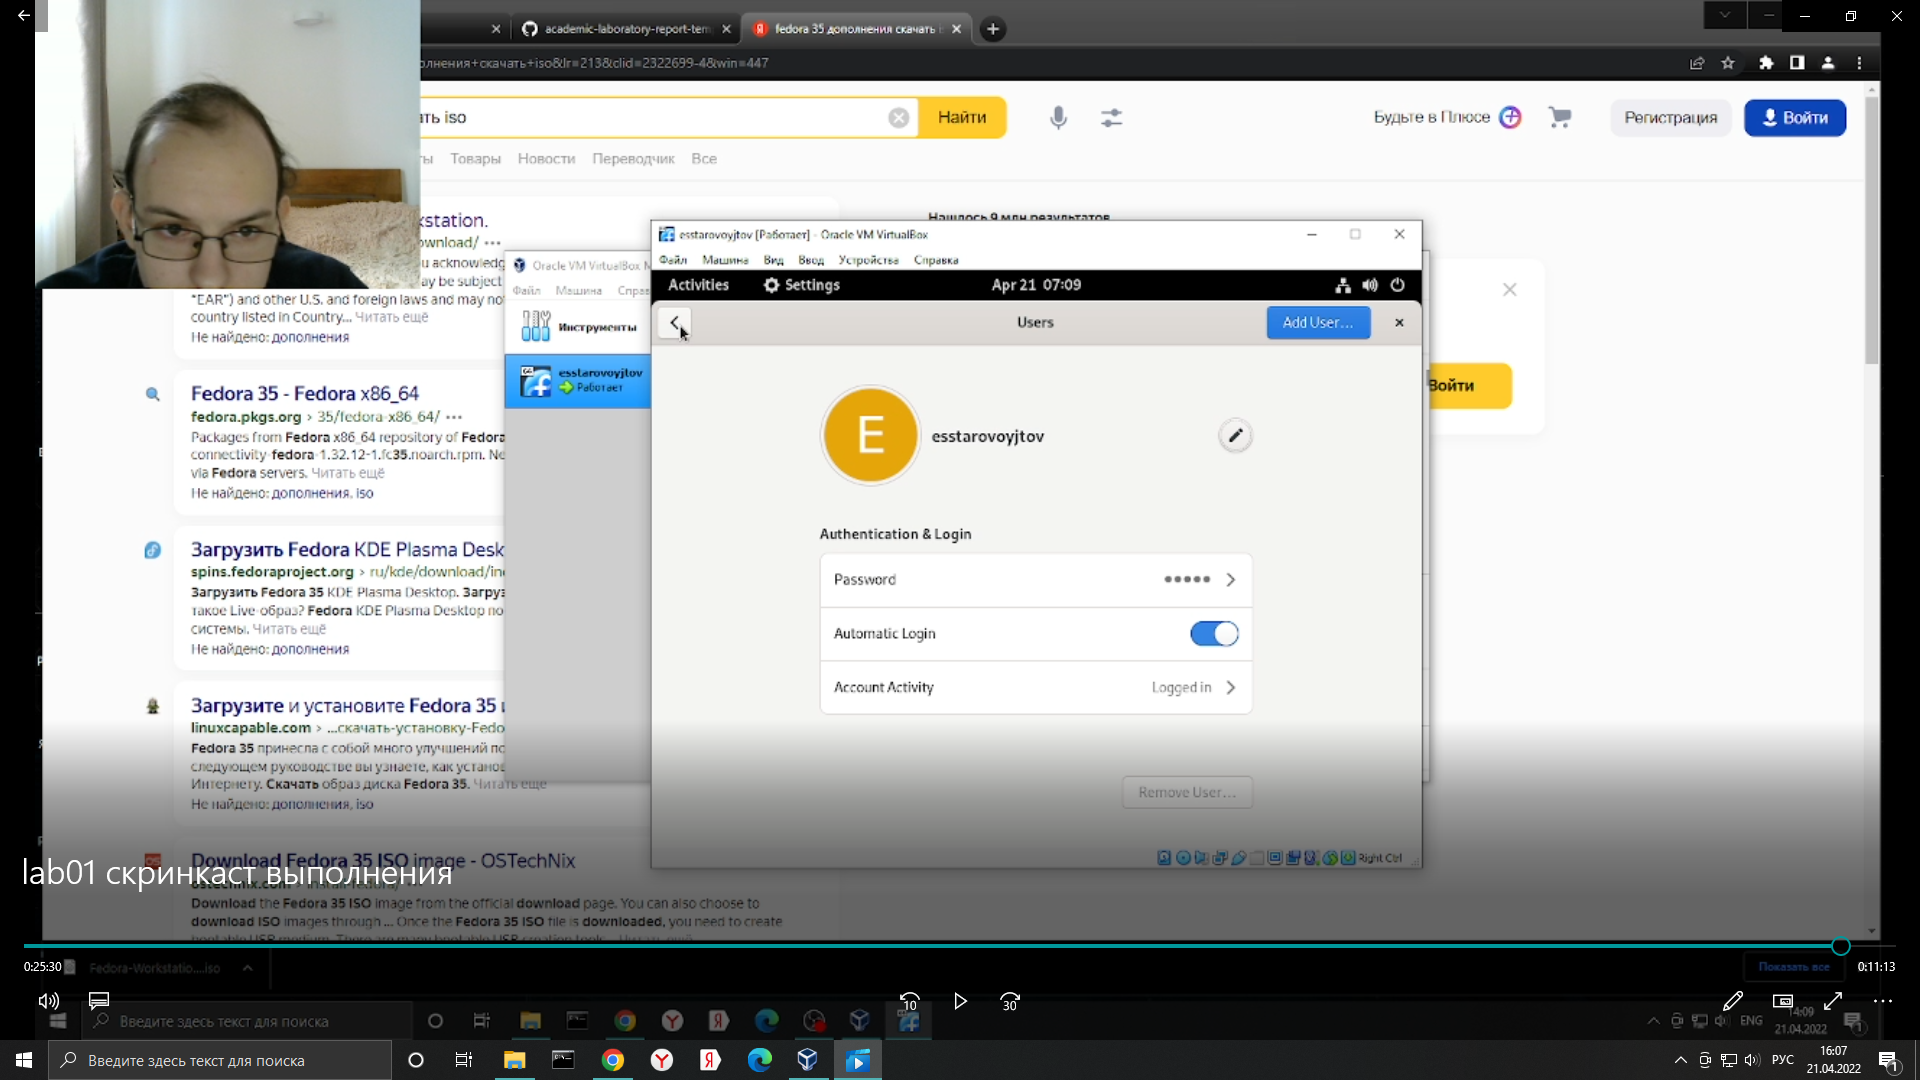 academic-laboratory-report-tem
fedora 35 дополнения скачать is
олнения+скачать+iso&lr=213&clid=2322699-4&win=447
ть iso
Найти
Будьте в Плюсе
Регистрация
Войти
Товары Новости Переводчик Все
Нашлось 9 млн результатов
kstation.
ownload/
u acknowledg
ay be subject
"EAR") and other U.S. and foreign laws and may no
country listed in Country... Читать ещё
Не найдено: дополнения
Fedora 35 - Fedora x86_64
fedora.pkgs.org › 35/fedora-x86_64/
Packages from Fedora x86_64 repository of Fedora
connectivity-fedora-1.32.12-1.fc35.noarch.rpm. Ne
via Fedora servers. Читать ещё
Не найдено: дополнения, iso
Загрузить Fedora KDE Plasma Desk
spins.fedoraproject.org › ru/kde/download/in
Загрузить Fedora 35 KDE Plasma Desktop. Загруз
такое Live-образ? Fedora KDE Plasma Desktop по
системы. Читать ещё
Не найдено: дополнения
Загрузите и установите Fedora 35 и
linuxcapable.com › ...скачать-установку-Fedo
Fedora 35 принесла с собой много улучшений по
следующем руководстве вы узнаете, как установ
Интернету. Скачать образ диска Fedora 35. Читать ещё
Не найдено: дополнения, iso
Download Fedora 35 ISO image - OSTechNix
ostechnix.com › install-fedora/
Download the Fedora 35 ISO image from the official download page. You can also choose to
download ISO images through ... Once the Fedora 35 ISO file is downloaded, you need to create
Oracle VM VirtualBox M
Файл Машина Справ
Инструменты
esstarovoyjtov
Работает
esstarovoyjtov [Работает] - Oracle VM VirtualBox
Файл Машина Вид Ввод Устройства Справка
Activities Settings Apr 21 07:09
Users
Add User...
E
esstarovoyjtov
Authentication & Login
Password
Automatic Login
Account Activity Logged in
Remove User...
Right Ctrl
Войти
lab01 скринкаст выполнения
0:25:30
0:11:13
Fedora-Workstatio....iso
Показать все
10
30
Введите здесь текст для поиска
ENG
14:09
21.04.2022
Введите здесь текст для поиска
РУС
16:07
21.04.2022
1